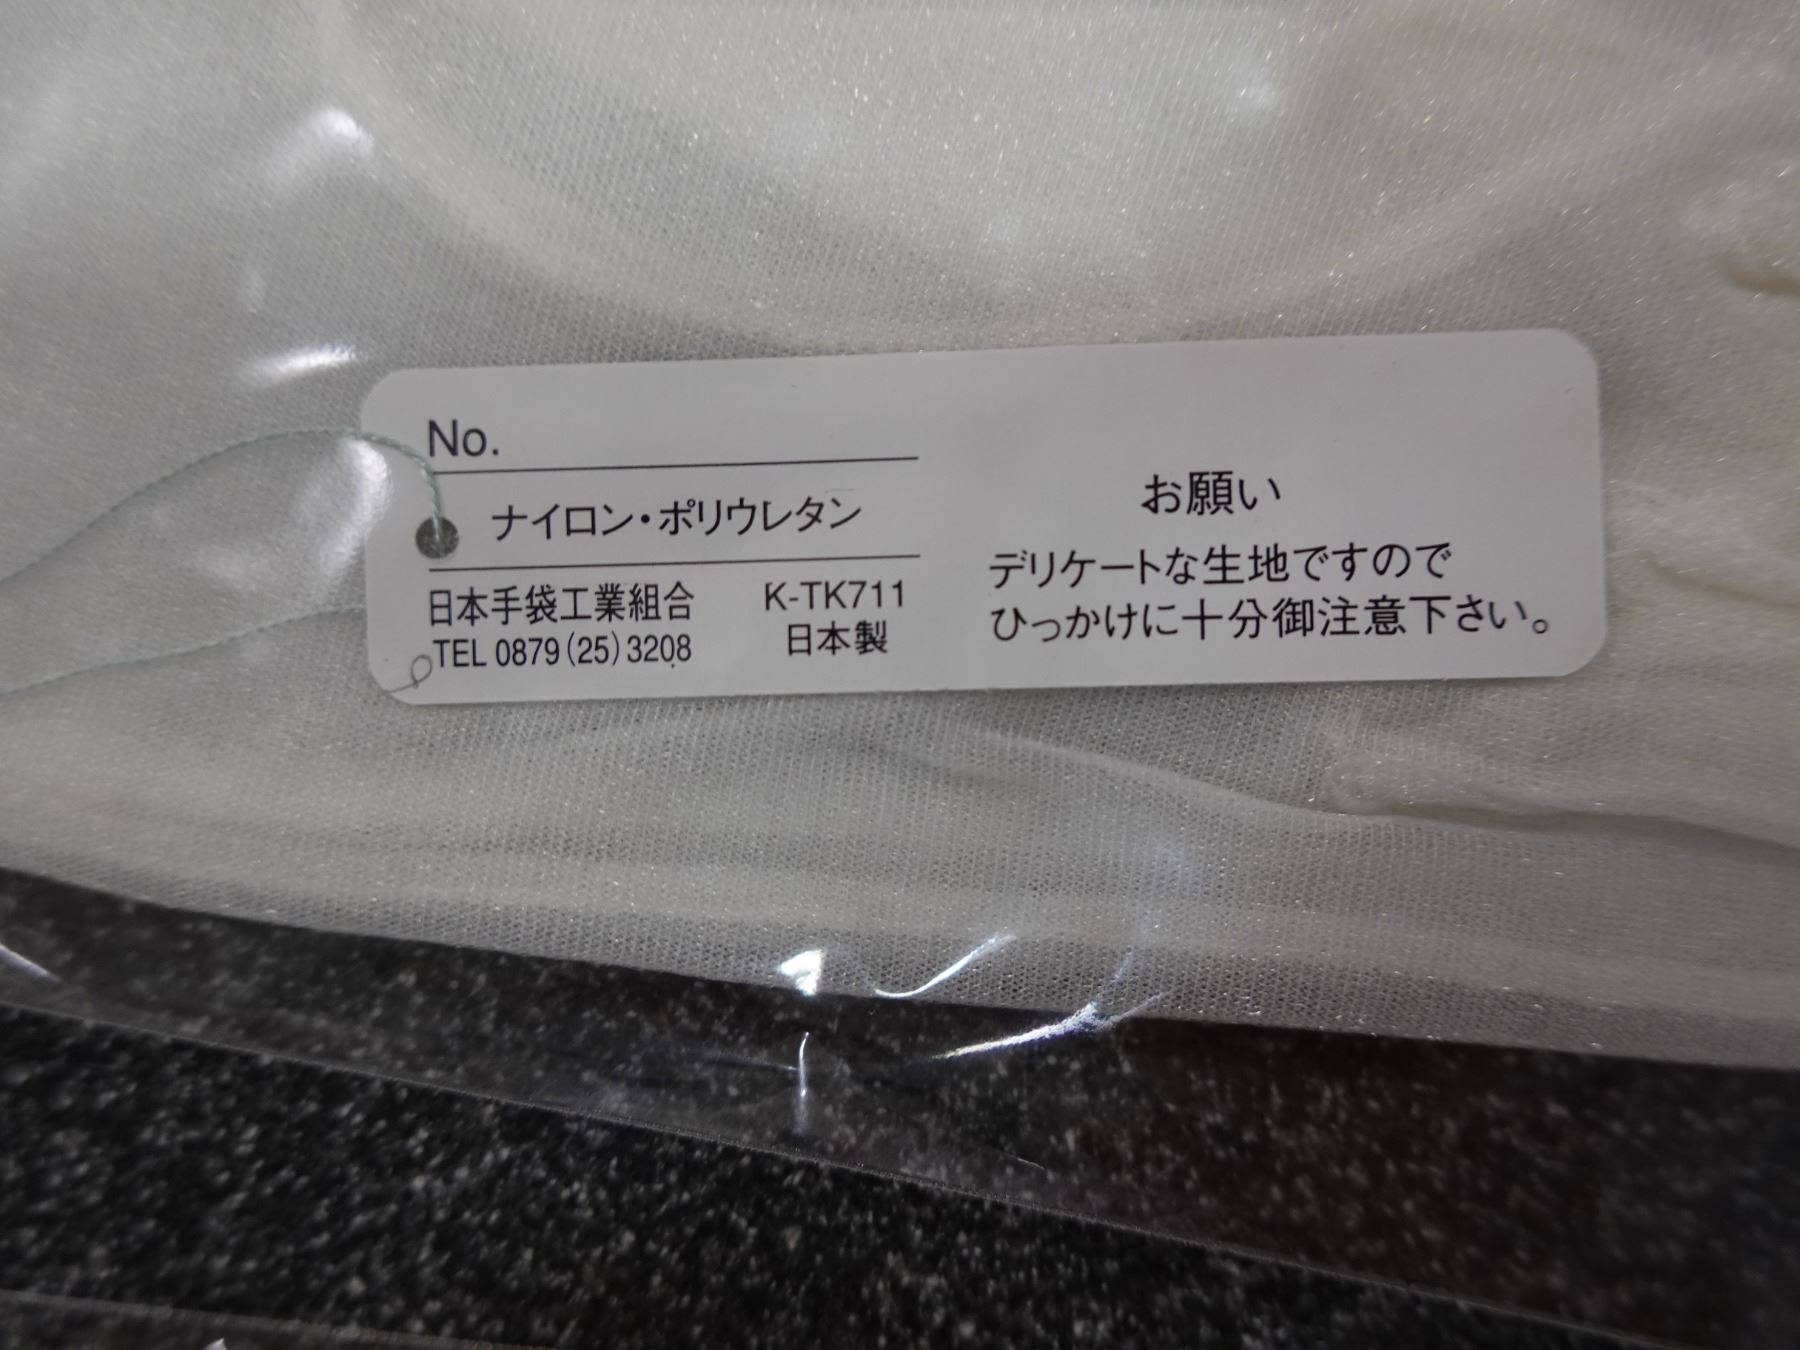 No.
ナイロン・ポリウレタン
日本手袋工業組合
TEL 0879(25)3208
K-TK711
日本製
お願い
デリケートな生地ですので
ひっかけに十分御注意下さい。